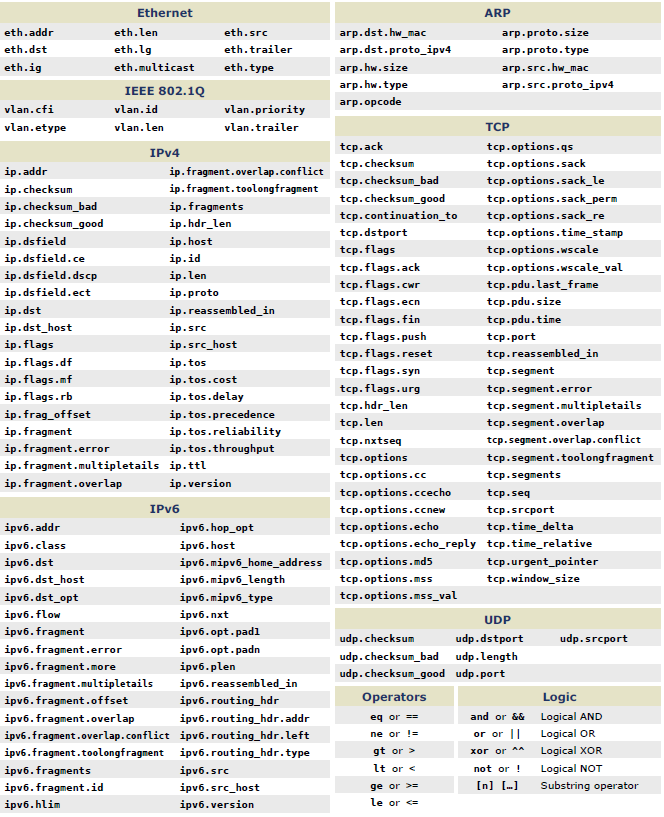 Ethernet
eth.addr eth.len eth.src
eth.dst eth.lg eth.trailer
eth.ig eth.multicast eth.type
IEEE 802.1Q
vlan.cfi vlan.id vlan.priority
vlan.etype vlan.len vlan.trailer
IPv4
ip.addr ip.fragment.overlap.conflict
ip.checksum ip.fragment.toolongfragment
ip.checksum_bad ip.fragments
ip.checksum_good ip.hdr_len
ip.dsfield ip.host
ip.dsfield.ce ip.id
ip.dsfield.dscp ip.len
ip.dsfield.ect ip.proto
ip.dst ip.reassembled_in
ip.dst_host ip.src
ip.flags ip.src_host
ip.flags.df ip.tos
ip.flags.mf ip.tos.cost
ip.flags.rb ip.tos.delay
ip.frag_offset ip.tos.precedence
ip.fragment ip.tos.reliability
ip.fragment.error ip.tos.throughput
ip.fragment.multipletails ip.ttl
ip.fragment.overlap ip.version
IPv6
ipv6.addr ipv6.hop_opt
ipv6.class ipv6.host
ipv6.dst ipv6.mipv6_home_address
ipv6.dst_host ipv6.mipv6_length
ipv6.dst_opt ipv6.mipv6_type
ipv6.flow ipv6.nxt
ipv6.fragment ipv6.opt.pad1
ipv6.fragment.error ipv6.opt.padn
ipv6.fragment.more ipv6.plen
ipv6.fragment.multipletails ipv6.reassembled_in
ipv6.fragment.offset ipv6.routing_hdr
ipv6.fragment.overlap ipv6.routing_hdr.addr
ipv6.fragment.overlap.conflict ipv6.routing_hdr.left
ipv6.fragment.toolongfragment ipv6.routing_hdr.type
ipv6.fragments ipv6.src
ipv6.fragment.id ipv6.src_host
ipv6.hlim ipv6.version
ARP
arp.dst.hw_mac arp.proto.size
arp.dst.proto_ipv4 arp.proto.type
arp.hw.size arp.src.hw_mac
arp.hw.type arp.src.proto_ipv4
arp.opcode
TCP
tcp.ack tcp.options.qs
tcp.checksum tcp.options.sack
tcp.checksum_bad tcp.options.sack_le
tcp.checksum_good tcp.options.sack_perm
tcp.continuation_to tcp.options.sack_re
tcp.dstport tcp.options.time_stamp
tcp.flags tcp.options.wscale
tcp.flags.ack tcp.options.wscale_val
tcp.flags.cwr tcp.pdu.last_frame
tcp.flags.ecn tcp.pdu.size
tcp.flags.fin tcp.pdu.time
tcp.flags.push tcp.port
tcp.flags.reset tcp.reassembled_in
tcp.flags.syn tcp.segment
tcp.flags.urg tcp.segment.error
tcp.hdr_len tcp.segment.multipletails
tcp.len tcp.segment.overlap
tcp.nxtseq tcp.segment.overlap.conflict
tcp.options tcp.segment.toolongfragment
tcp.options.cc tcp.segments
tcp.options.ccecho tcp.seq
tcp.options.ccnew tcp.srcport
tcp.options.echo tcp.time_delta
tcp.options.echo_reply tcp.time_relative
tcp.options.md5 tcp.urgent_pointer
tcp.options.mss tcp.window_size
tcp.options.mss_val
UDP
udp.checksum udp.dstport udp.srcport
udp.checksum_bad udp.length
udp.checksum_good udp.port
Operators
eq or ==
ne or !=
gt or >
lt or <
ge or >=
le or <=
Logic
and or && Logical AND
or or || Logical OR
xor or ^^ Logical XOR
not or ! Logical NOT
[n] […] Substring operator